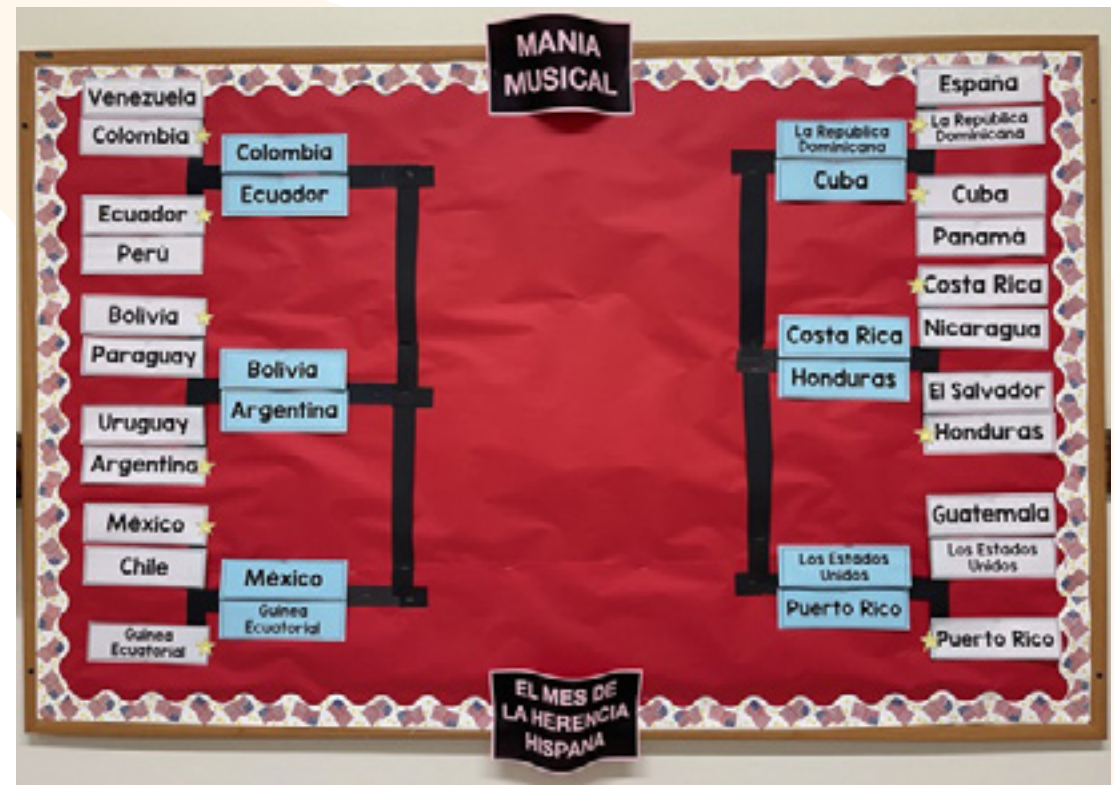 MANIA
MUSICAL
Venezuela
Colombia
Ecuador
Perú
Bolivia
Paraguay
Uruguay
Argentina
México
Chile
Guinea
Ecuatorial
Colombia
Ecuador
Bolivia
Argentina
México
Guinea
Ecuatorial
La República
Dominicana
Cuba
Costa Rica
Honduras
Los Estados
Unidos
Puerto Rico
España
La República
Dominicana
Cuba
Panamá
Costa Rica
Nicaragua
El Salvador
Honduras
Guatemala
Los Estados
Unidos
Puerto Rico
EL MES DE
LA HERENCIA
HISPANA